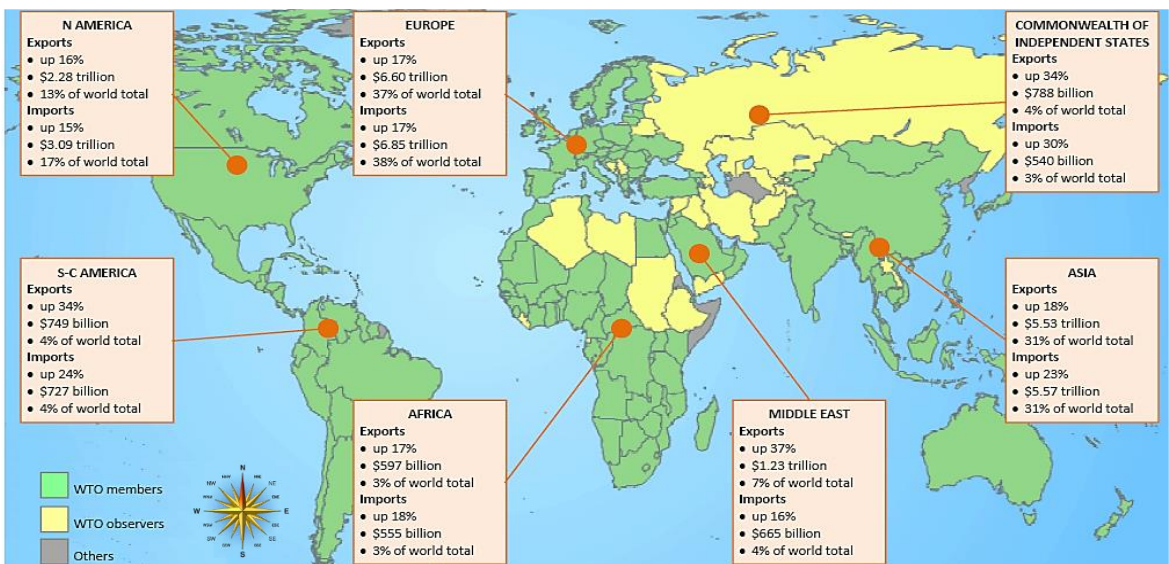 N AMERICA
Exports
• up 16%
• $2.28 trillion
• 13% of world total
Imports
• up 15%
• $3.09 trillion
• 17% of world total
EUROPE
Exports
• up 17%
• $6.60 trillion
• 37% of world total
Imports
• up 17%
• $6.85 trillion
• 38% of world total
COMMONWEALTH OF
INDEPENDENT STATES
Exports
• up 34%
• $788 billion
• 4% of world total
Imports
• up 30%
• $540 billion
• 3% of world total
S-C AMERICA
Exports
• up 34%
• $749 billion
• 4% of world total
Imports
• up 24%
• $727 billion
• 4% of world total
AFRICA
Exports
• up 17%
• $597 billion
• 3% of world total
Imports
• up 18%
• $555 billion
• 3% of world total
MIDDLE EAST
Exports
• up 37%
• $1.23 trillion
• 7% of world total
Imports
• up 16%
• $665 billion
• 4% of world total
ASIA
Exports
• up 18%
• $5.53 trillion
• 31% of world total
Imports
• up 23%
• $5.57 trillion
• 31% of world total
WTO members
WTO observers
Others
N
NE
W
E
SW
SE
S